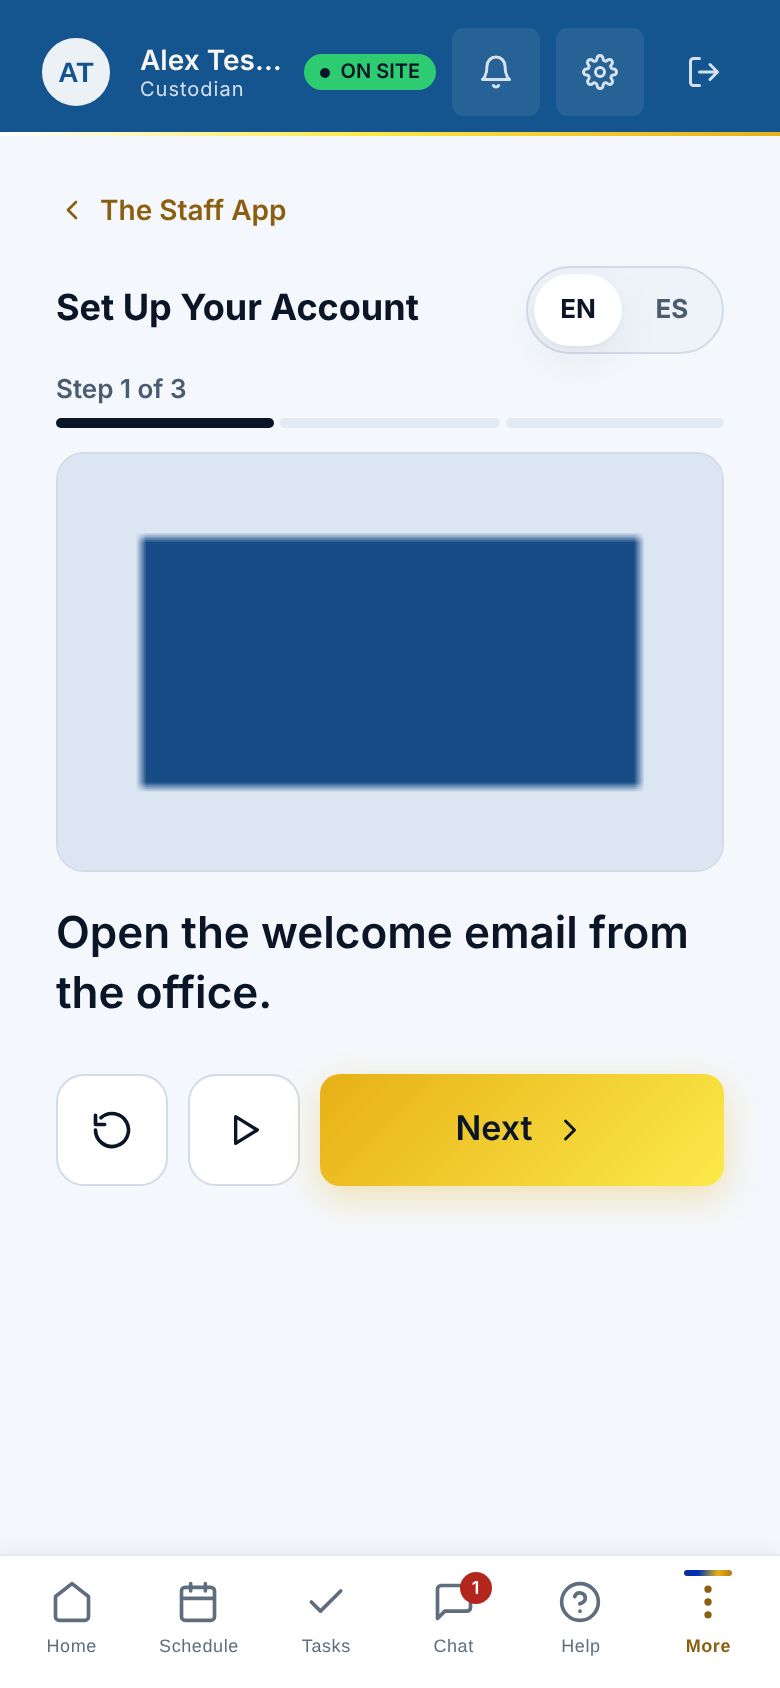 AT
Alex Tes...
Custodian
ON SITE
The Staff App
Set Up Your Account
EN
ES
Step 1 of 3
Open the welcome email from
the office.
Next
1
Home
Schedule
Tasks
Chat
Help
More